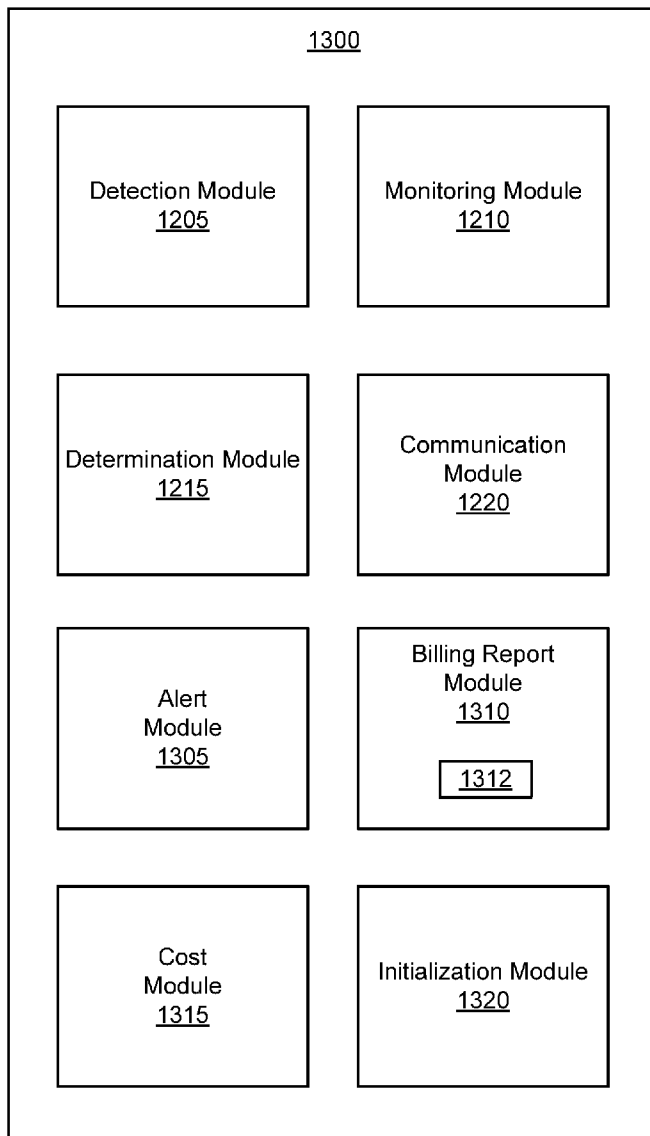 1300
Detection Module
1205
Monitoring Module
1210
Determination Module
1215
Communication
Module
1220
Alert
Module
1305
Billing Report
Module
1310
1312
Cost
Module
1315
Initialization Module
1320